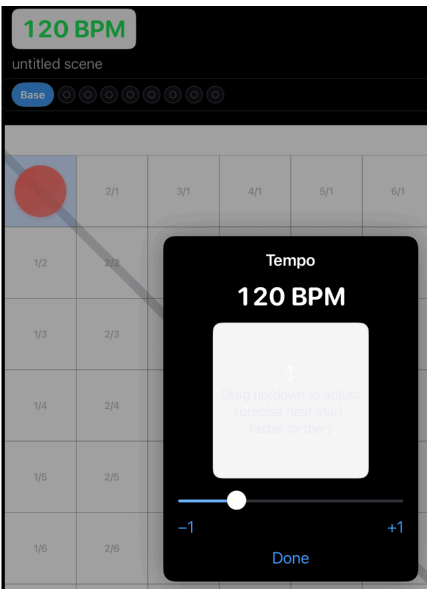 120 BPM
untitled scene
Base
2/1 3/1 4/1 5/1 6/1
1/2 2/2
1/3 2/3
1/4 2/4
1/5 2/5
1/6 2/6
Tempo
120 BPM
Drag up/down to adjust
(precise near start,
faster farther)
−1 +1
Done